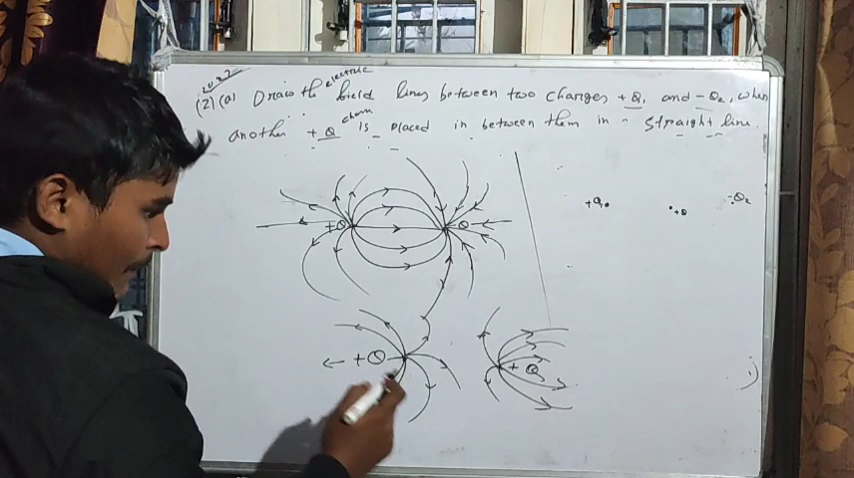 2022
(2) (a) Draw the electric field lines between two charges +Q₁ and -Q₂, when
another +Q charge is placed in between them in a straight line.
+Q -Q
+Q₁ +Q -Q₂
← +Q
+Q
i)